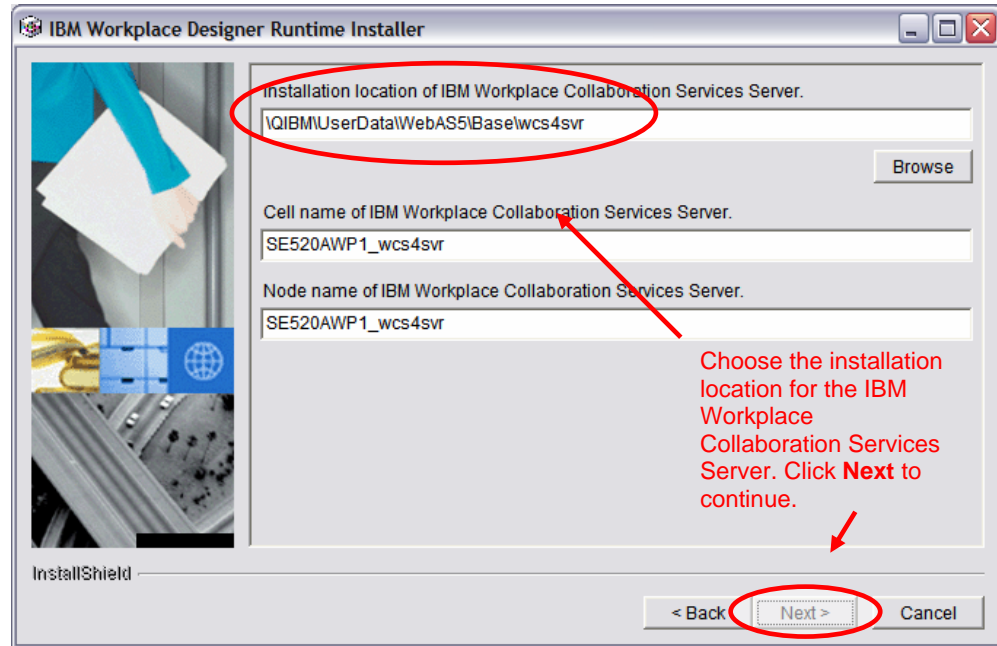 IBM Workplace Designer Runtime Installer
Installation location of IBM Workplace Collaboration Services Server.
\QIBM\UserData\WebAS5\Base\wcs4svr
Browse
Cell name of IBM Workplace Collaboration Services Server.
SE520AWP1_wcs4svr
Node name of IBM Workplace Collaboration Services Server.
SE520AWP1_wcs4svr
Choose the installation
location for the IBM
Workplace
Collaboration Services
Server. Click Next to
continue.
InstallShield
< Back
Next >
Cancel